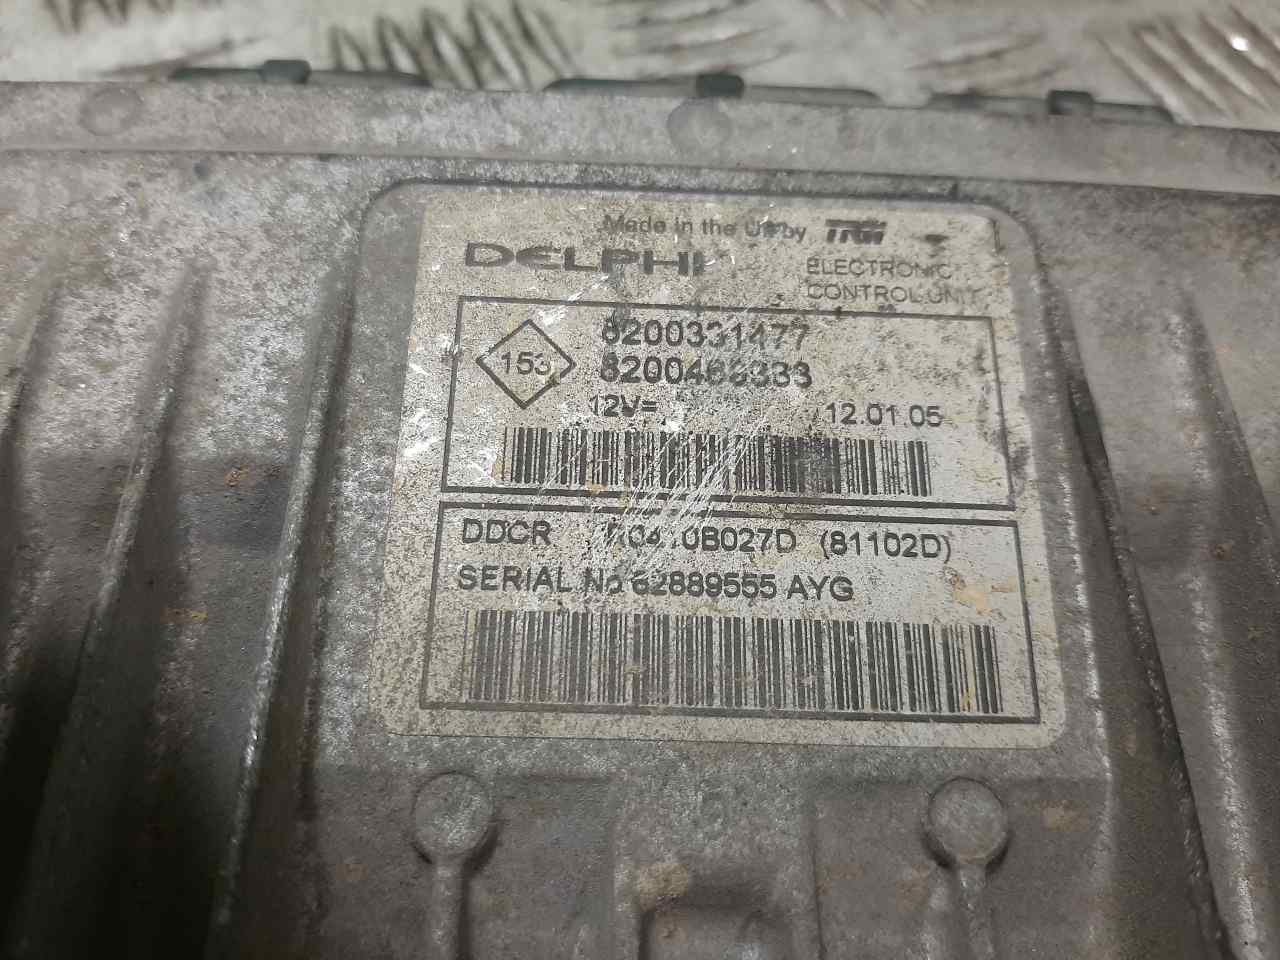 Made in the UK by TRW
DELPHI
ELECTRONIC
CONTROL UNIT
153
8200331477
12V=
12.01.05
DDCR (81102D)
SERIAL No 62889555 AYG